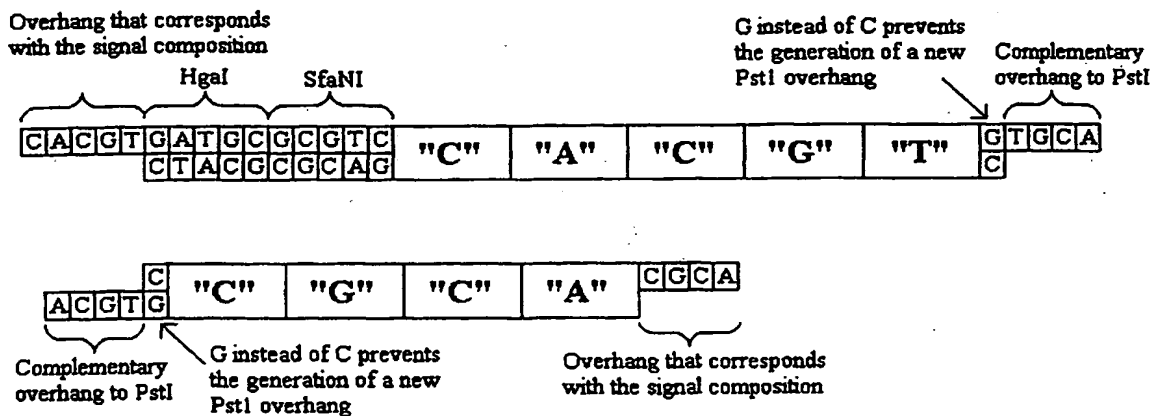 Overhang that corresponds
with the signal composition
HgaI
SfaNI
G instead of C prevents
the generation of a new
Pst1 overhang
Complementary
overhang to PstI
CACGTGATGCGCGTC "C" "A" "C" "G" "T" GTGCA
CTACGCGCAG C
C "C" "G" "C" "A" CGCA
ACGTG
Complementary
overhang to PstI
G instead of C prevents
the generation of a new
Pst1 overhang
Overhang that corresponds
with the signal composition